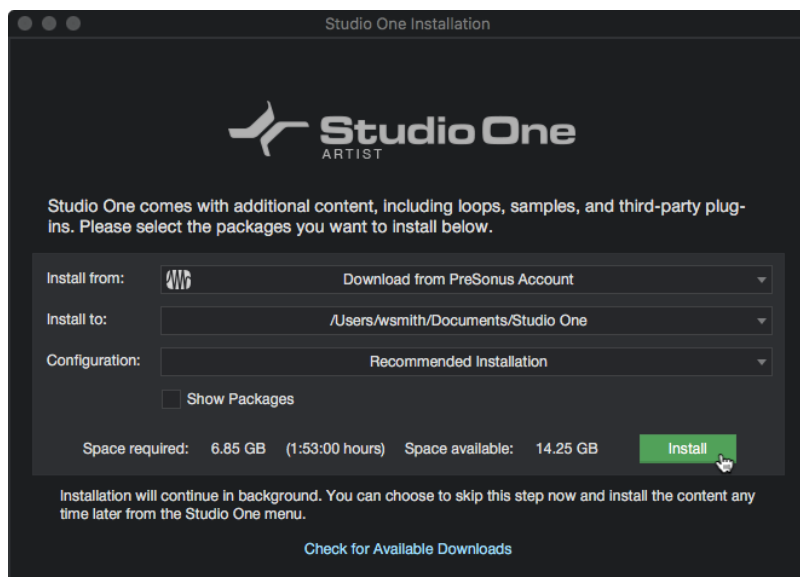 Studio One Installation
Studio One
ARTIST
Studio One comes with additional content, including loops, samples, and third-party plug-
ins. Please select the packages you want to install below.
Install from: Download from PreSonus Account
Install to: /Users/wsmith/Documents/Studio One
Configuration: Recommended Installation
Show Packages
Space required: 6.85 GB (1:53:00 hours) Space available: 14.25 GB Install
Installation will continue in background. You can choose to skip this step now and install the content any
time later from the Studio One menu.
Check for Available Downloads